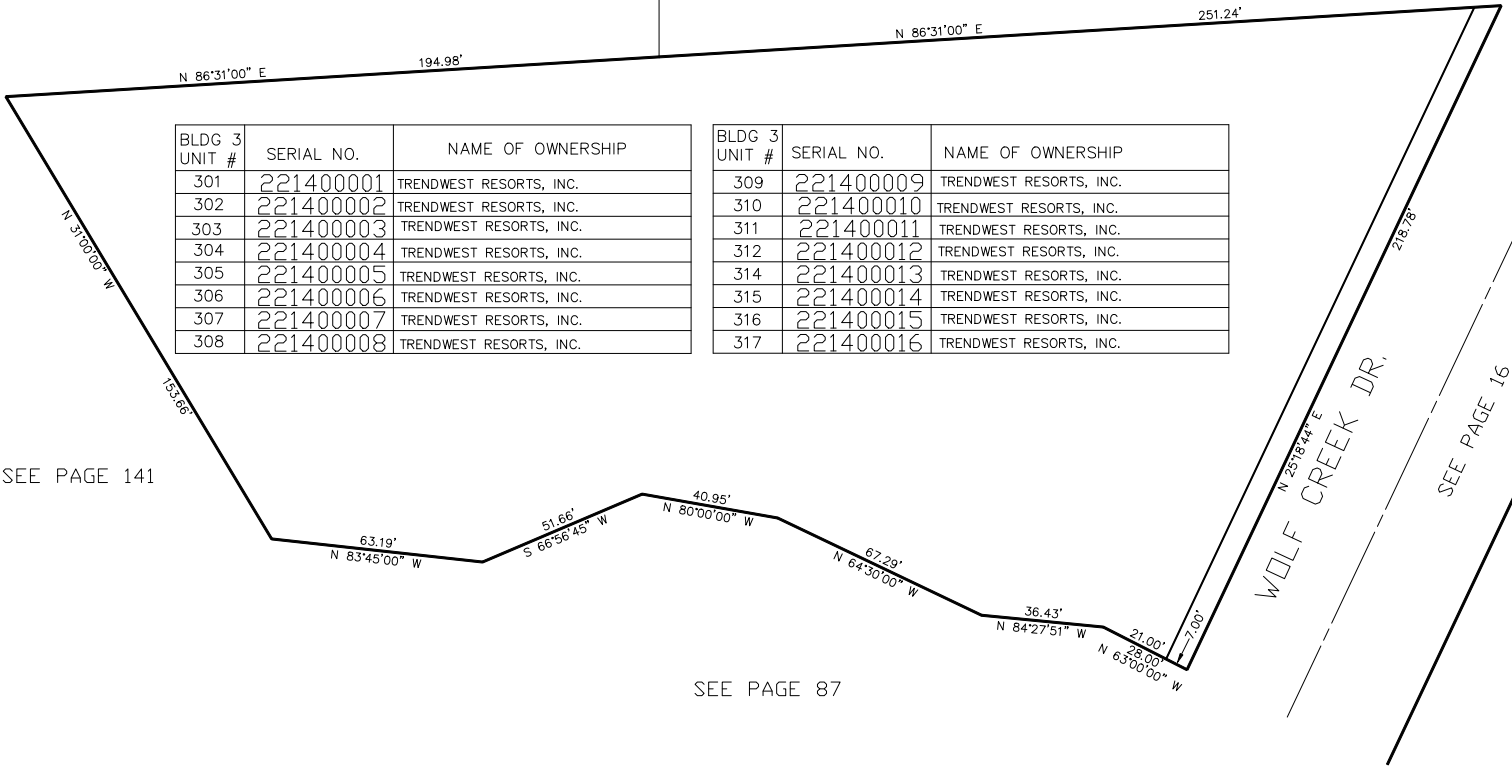 251.24'
N 86°31'00" E
194.98'
N 86°31'00" E
BLDG 3 UNIT # SERIAL NO. NAME OF OWNERSHIP
301 221400001 TRENDWEST RESORTS, INC.
302 221400002 TRENDWEST RESORTS, INC.
303 221400003 TRENDWEST RESORTS, INC.
304 221400004 TRENDWEST RESORTS, INC.
305 221400005 TRENDWEST RESORTS, INC.
306 221400006 TRENDWEST RESORTS, INC.
307 221400007 TRENDWEST RESORTS, INC.
308 221400008 TRENDWEST RESORTS, INC.
BLDG 3 UNIT # SERIAL NO. NAME OF OWNERSHIP
309 221400009 TRENDWEST RESORTS, INC.
310 221400010 TRENDWEST RESORTS, INC.
311 221400011 TRENDWEST RESORTS, INC.
312 221400012 TRENDWEST RESORTS, INC.
314 221400013 TRENDWEST RESORTS, INC.
315 221400014 TRENDWEST RESORTS, INC.
316 221400015 TRENDWEST RESORTS, INC.
317 221400016 TRENDWEST RESORTS, INC.
N 31°00'00" W
153.66'
218.78'
N 25°18'44" E
WOLF CREEK DR.
SEE PAGE 16
SEE PAGE 141
63.19'
N 83°45'00" W
51.66'
S 66°56'45" W
40.95'
N 80°00'00" W
67.29'
N 64°30'00" W
36.43'
N 84°27'51" W
21.00'
28.00'
N 63°00'00" W
7.00'
SEE PAGE 87